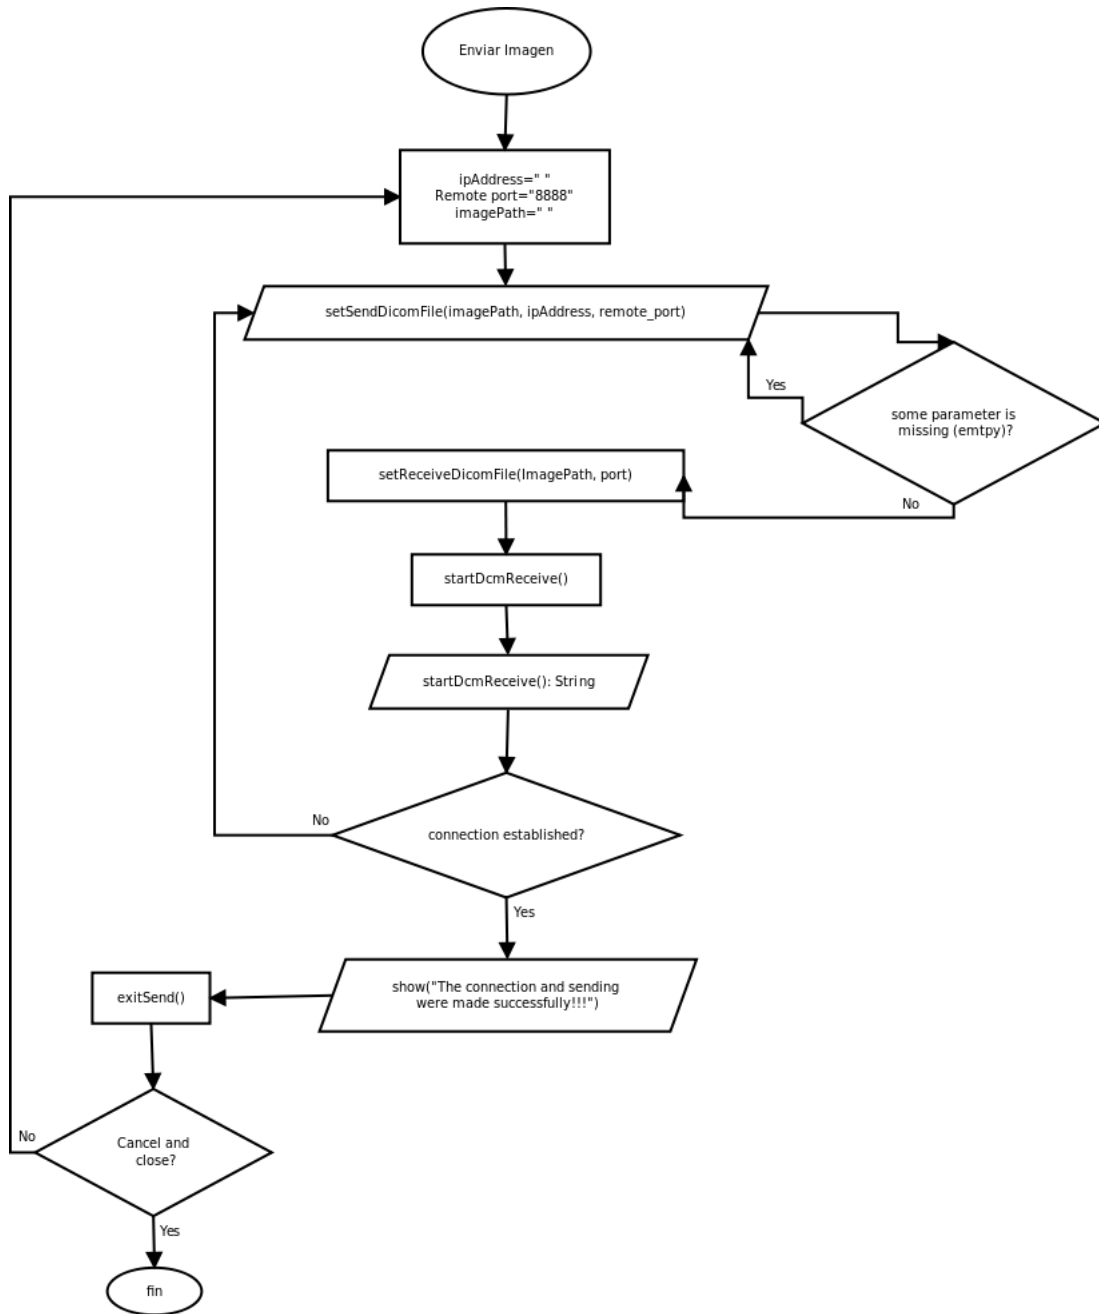 Enviar Imagen
ipAddress=" "
Remote port="8888"
imagePath=" "
setSendDicomFile(imagePath, ipAddress, remote_port)
Yes
some parameter is
missing (emtpy)?
setReceiveDicomFile(ImagePath, port)
No
startDcmReceive()
startDcmReceive(): String
No
connection established?
Yes
show("The connection and sending
were made successfully!!!")
exitSend()
No
Cancel and
close?
Yes
fin